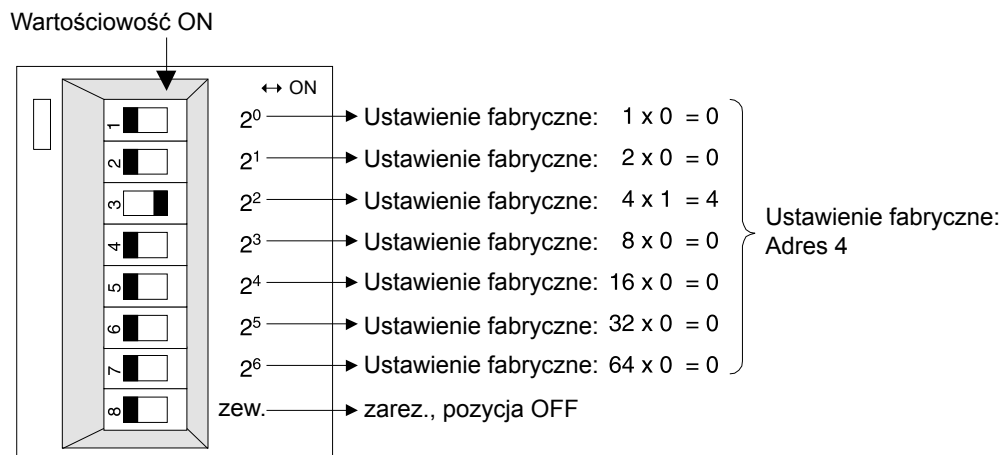 Wartościowość ON
↔ ON
1 2⁰ Ustawienie fabryczne: 1 x 0 = 0
2 2¹ Ustawienie fabryczne: 2 x 0 = 0
3 2² Ustawienie fabryczne: 4 x 1 = 4
4 2³ Ustawienie fabryczne: 8 x 0 = 0
5 2⁴ Ustawienie fabryczne: 16 x 0 = 0
6 2⁵ Ustawienie fabryczne: 32 x 0 = 0
7 2⁶ Ustawienie fabryczne: 64 x 0 = 0
8 zew. zarez., pozycja OFF
Ustawienie fabryczne:
Adres 4